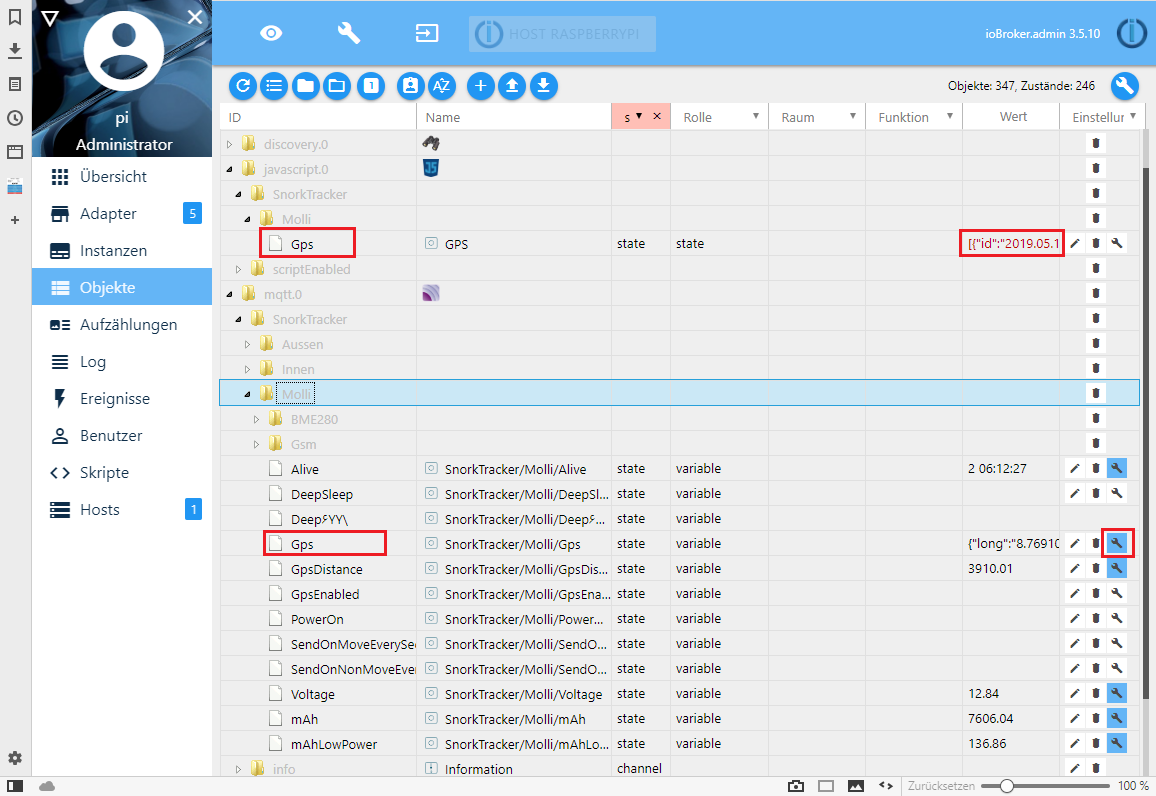 HOST RASPBERRYPI
ioBroker.admin 3.5.10
pi
Administrator
Übersicht
Adapter 5
Instanzen
Objekte
Aufzählungen
Log
Ereignisse
Benutzer
Skripte
Hosts 1
Objekte: 347, Zustände: 246
ID Name s Rolle Raum Funktion Wert Einstellur
discovery.0
javascript.0
SnorkTracker
Molli
Gps GPS state state [{"id":"2019.05.1
scriptEnabled
mqtt.0
SnorkTracker
Aussen
Innen
Molli
BME280
Gsm
Alive SnorkTracker/Molli/Alive state variable 2 06:12:27
DeepSleep SnorkTracker/Molli/DeepSl... state variable
SnorkTracker/Molli/Deep... state variable
Gps SnorkTracker/Molli/Gps state variable {"long":"8.76910
GpsDistance SnorkTracker/Molli/GpsDis... state variable 3910.01
GpsEnabled SnorkTracker/Molli/GpsEna... state variable
PowerOn SnorkTracker/Molli/Power... state variable
SendOnMoveEverySe SnorkTracker/Molli/SendO... state variable
SendOnNonMoveEver SnorkTracker/Molli/SendO... state variable
Voltage SnorkTracker/Molli/Voltage state variable 12.84
mAh SnorkTracker/Molli/mAh state variable 7606.04
mAhLowPower SnorkTracker/Molli/mAhLo... state variable 136.86
info Information channel
Zurücksetzen 100 %